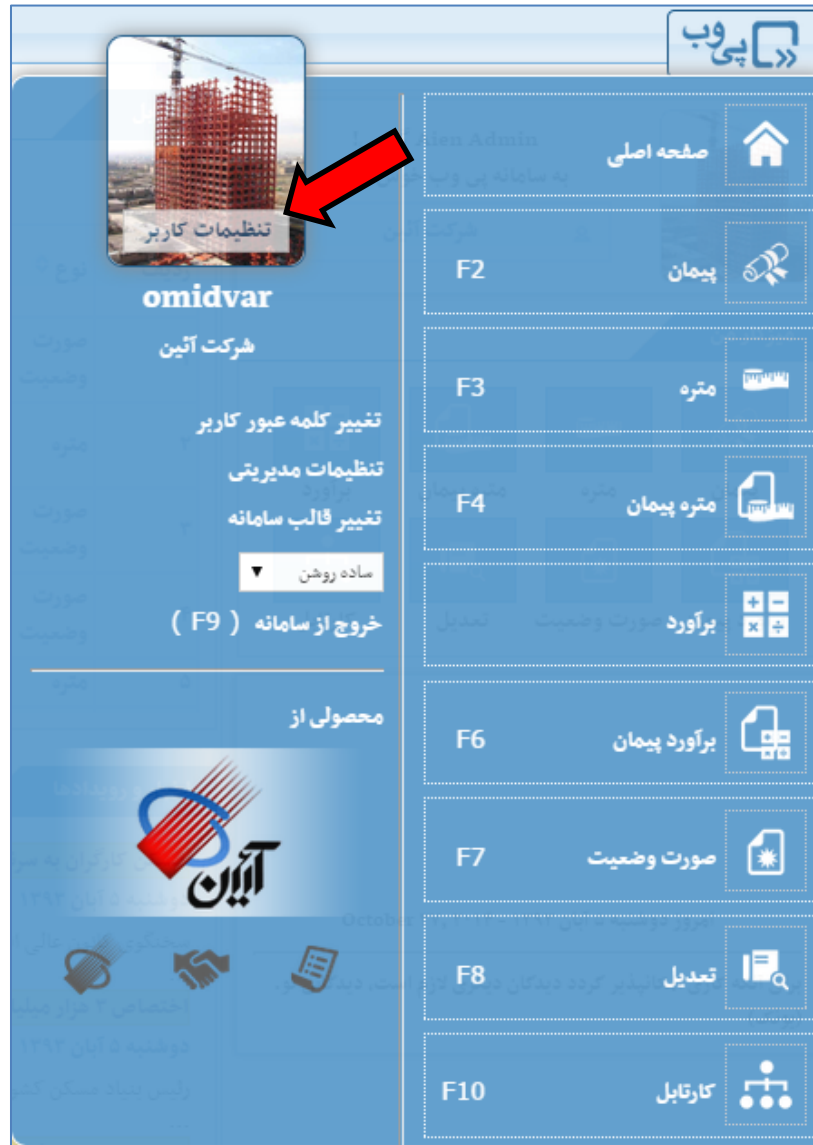 پی وب
صفحه اصلی
پیمان F2
متره F3
متره پیمان F4
برآورد
برآورد پیمان F6
صورت وضعیت F7
تعدیل F8
کارتابل F10
تنظیمات کاربر
omidvar
شرکت آئین
تغییر کلمه عبور کاربر
تنظیمات مدیریتی
تغییر قالب سامانه
ساده روشن
خروج از سامانه ( F9 )
محصولی از
آیین